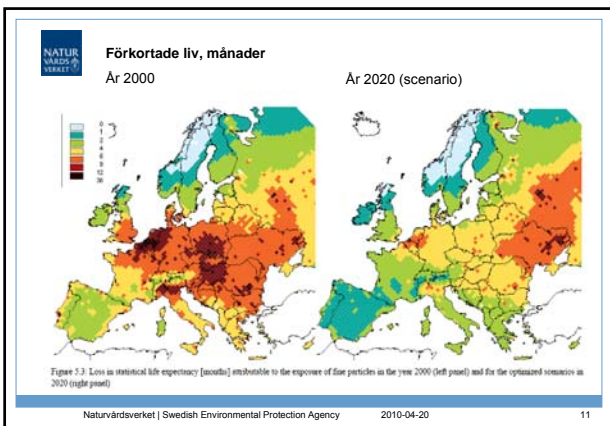 NATUR
VÅRDS
VERKET
Förkortade liv, månader
År 2000
År 2020 (scenario)
0
1
2
4
6
9
12
36
Figure 5.3: Loss in statistical life expectancy [months] attributable to the exposure of fine particles in the year 2000 (left panel) and for the optimized scenarios in
2020 (right panel)
Naturvårdsverket | Swedish Environmental Protection Agency
2010-04-20
11